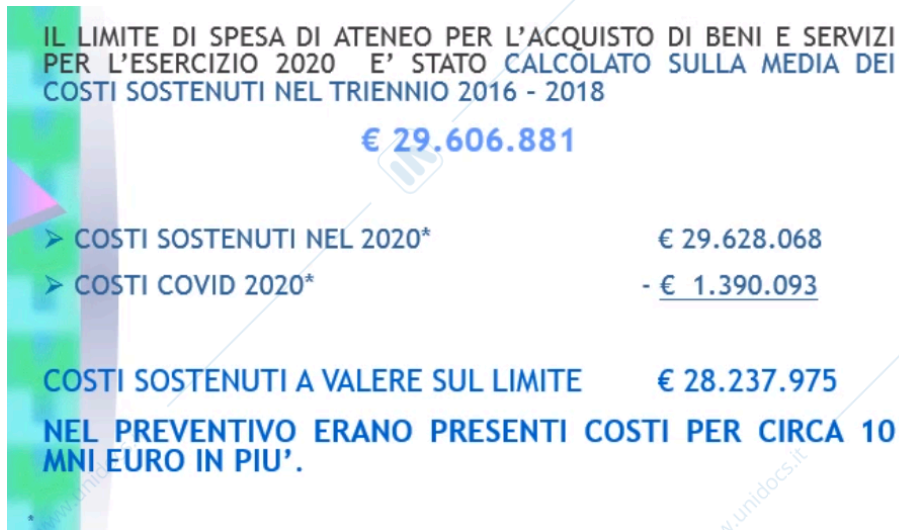 IL LIMITE DI SPESA DI ATENEO PER L'ACQUISTO DI BENI E SERVIZI
PER L'ESERCIZIO 2020 E' STATO CALCOLATO SULLA MEDIA DEI
COSTI SOSTENUTI NEL TRIENNIO 2016 - 2018
€ 29.606.881
➢ COSTI SOSTENUTI NEL 2020* € 29.628.068
➢ COSTI COVID 2020* - € 1.390.093
COSTI SOSTENUTI A VALERE SUL LIMITE € 28.237.975
NEL PREVENTIVO ERANO PRESENTI COSTI PER CIRCA 10
MNI EURO IN PIU'.
*
www.unidocs.it